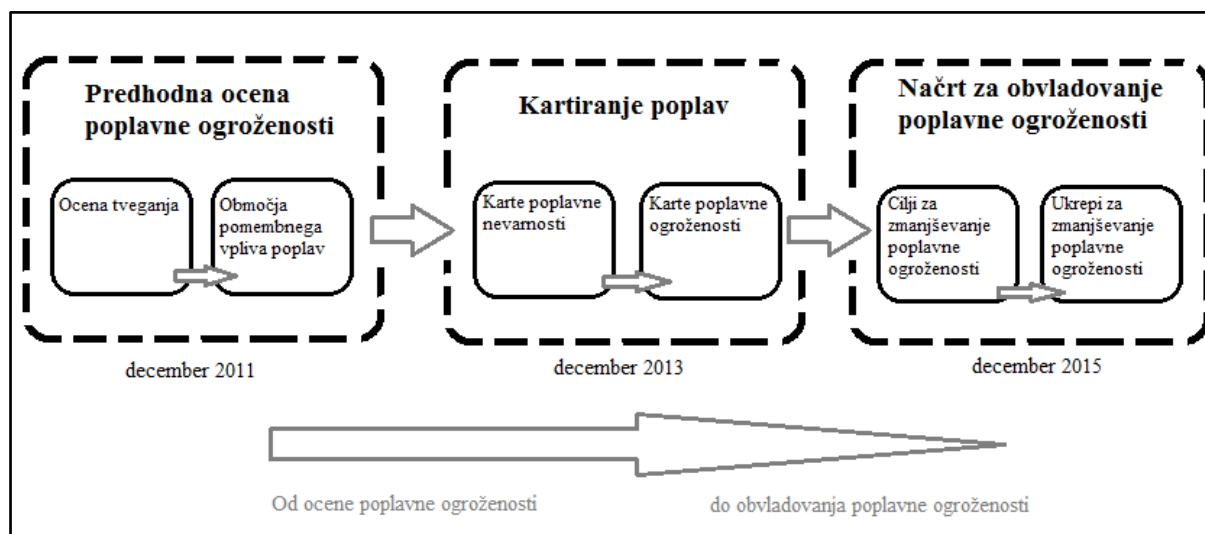 Predhodna ocena
poplavne ogroženosti
Ocena tveganja
Območja
pomembnega
vpliva poplav
december 2011
Kartiranje poplav
Karte poplavne
nevarnosti
Karte poplavne
ogroženosti
december 2013
Načrt za obvladovanje
poplavne ogroženosti
Cilji za
zmanjševanje
poplavne
ogroženosti
Ukrepi za
zmanjševanje
poplavne
ogroženosti
december 2015
Od ocene poplavne ogroženosti
do obvladovanja poplavne ogroženosti